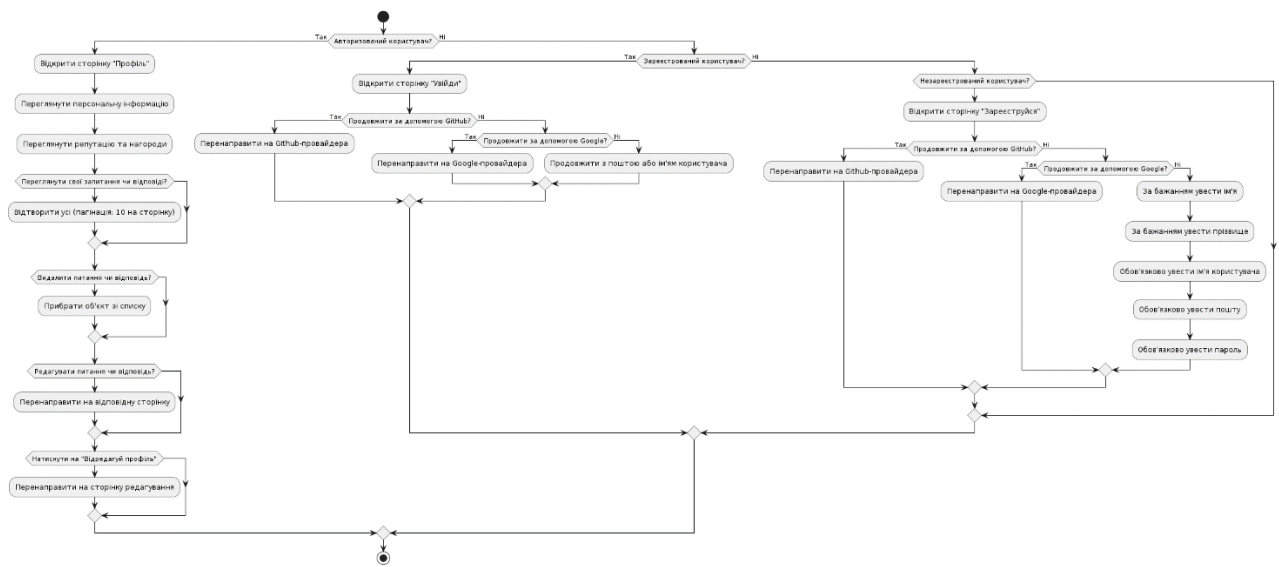 Так
Авторизований користувач?
Ні
Відкрити сторінку "Профіль"
Переглянути персональну інформацію
Переглянути репутацію та нагороди
Переглянути свої запитання чи відповіді?
Відтворити усі (пагінація: 10 на сторінку)
Видалити питання чи відповідь?
Прибрати об'єкт зі списку
Редагувати питання чи відповідь?
Перенаправити на відповідну сторінку
Натиснути на "Відредагуй профіль"
Перенаправити на сторінку редагування
Так
Зареєстрований користувач?
Ні
Відкрити сторінку "Увійди"
Так
Продовжити за допомогою GitHub?
Ні
Перенаправити на Github-провайдера
Так
Продовжити за допомогою Google?
Ні
Перенаправити на Google-провайдера
Продовжити з поштою або ім'ям користувача
Незареєстрований користувач?
Відкрити сторінку "Зареєструйся"
Так
Продовжити за допомогою GitHub?
Ні
Перенаправити на Github-провайдера
Так
Продовжити за допомогою Google?
Ні
Перенаправити на Google-провайдера
За бажанням увести ім'я
За бажанням увести прізвище
Обов'язково увести ім'я користувача
Обов'язково увести пошту
Обов'язково увести пароль